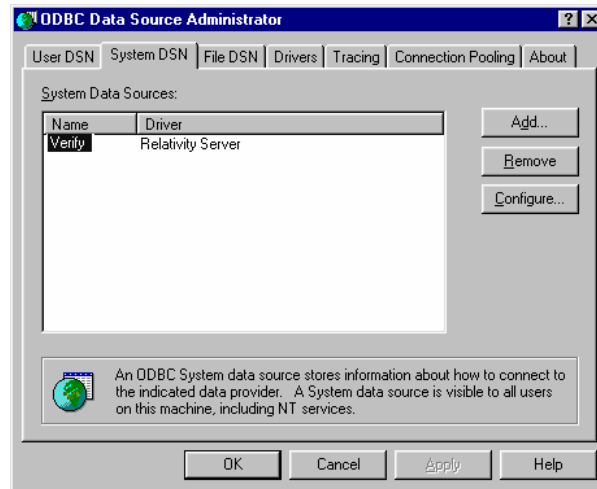 ODBC Data Source Administrator
User DSN System DSN File DSN Drivers Tracing Connection Pooling About
System Data Sources:
Name Driver
Verify Relativity Server
Add...
Remove
Configure...
An ODBC System data source stores information about how to connect to
the indicated data provider. A System data source is visible to all users
on this machine, including NT services.
OK Cancel Apply Help